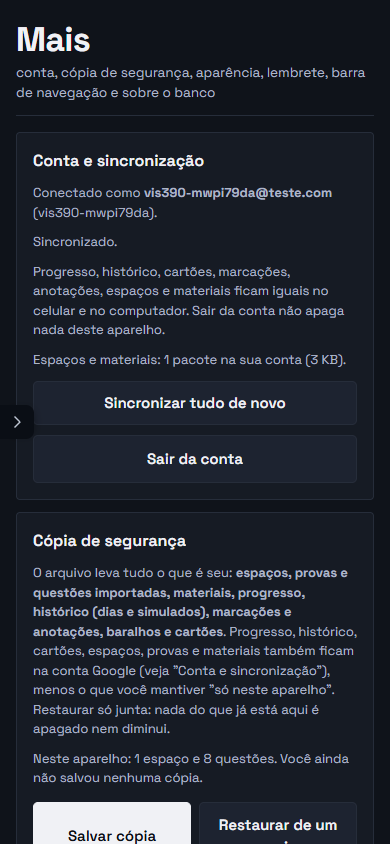 Mais
conta, cópia de segurança, aparência, lembrete, barra
de navegação e sobre o banco
Conta e sincronização
Conectado como vis390-mwpi79da@teste.com
(vis390-mwpi79da).
Sincronizado.
Progresso, histórico, cartões, marcações,
anotações, espaços e materiais ficam iguais no
celular e no computador. Sair da conta não apaga
nada deste aparelho.
Espaços e materiais: 1 pacote na sua conta (3 KB).
Sincronizar tudo de novo
Sair da conta
Cópia de segurança
O arquivo leva tudo o que é seu: espaços, provas e
questões importadas, materiais, progresso,
histórico (dias e simulados), marcações e
anotações, baralhos e cartões. Progresso, histórico,
cartões, espaços, provas e materiais também ficam
na conta Google (veja "Conta e sincronização"),
menos o que você mantiver "só neste aparelho".
Restaurar só junta: nada do que já está aqui é
apagado nem diminui.
Neste aparelho: 1 espaço e 8 questões. Você ainda
não salvou nenhuma cópia.
Salvar cópia
Restaurar de um